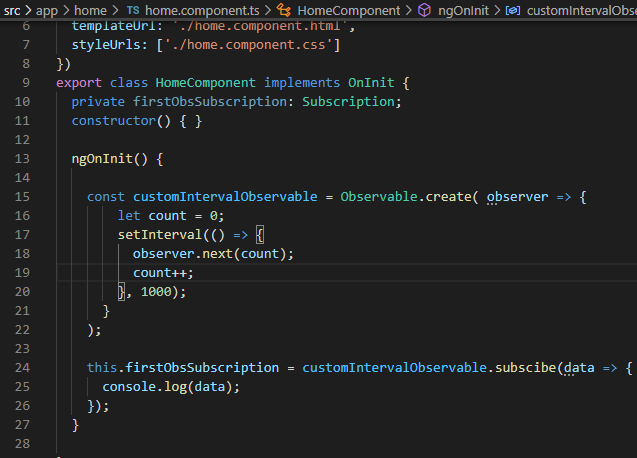 src > app > home > TS home.component.ts > HomeComponent > ngOnInit > customIntervalObse
6 templateUrl: './home.component.html',
7 styleUrls: ['./home.component.css']
8 })
9 export class HomeComponent implements OnInit {
10 private firstObsSubscription: Subscription;
11 constructor() { }
12
13 ngOnInit() {
14
15 const customIntervalObservable = Observable.create( observer => {
16 let count = 0;
17 setInterval(() => {
18 observer.next(count);
19 count++;
20 }, 1000);
21 }
22 );
23
24 this.firstObsSubscription = customIntervalObservable.subscibe(data => {
25 console.log(data);
26 });
27 }
28